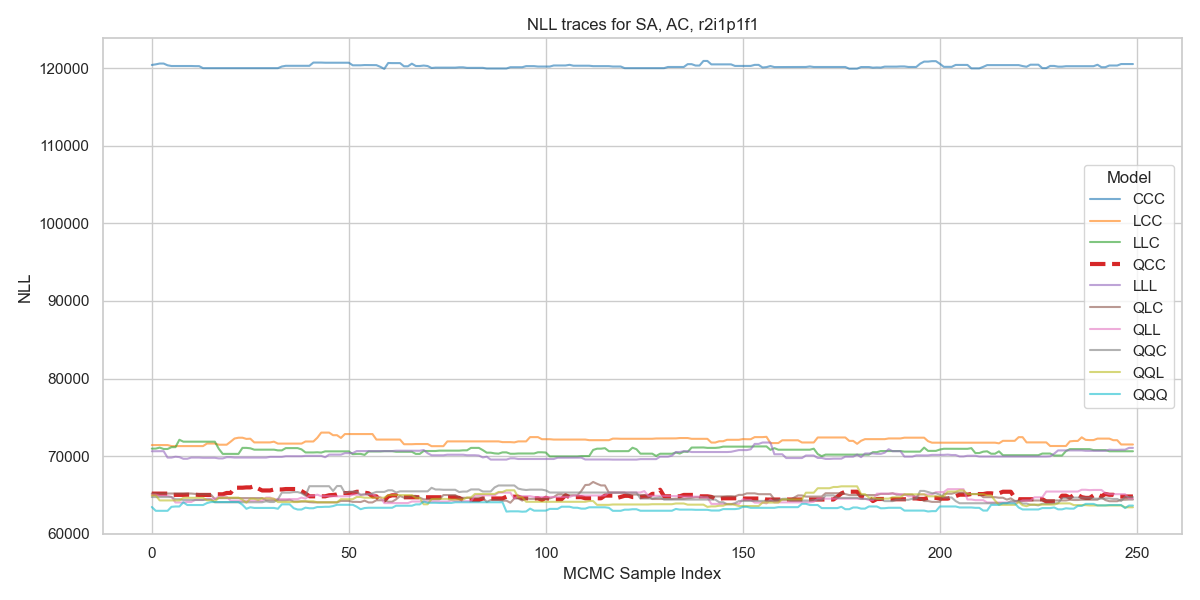 NLL traces for SA, AC, r2i1p1f1
120000
110000
100000
90000
80000
70000
60000
NLL
0
50
100
150
200
250
MCMC Sample Index
Model
CCC
LCC
LLC
QCC
LLL
QLC
QLL
QQC
QQL
QQQ